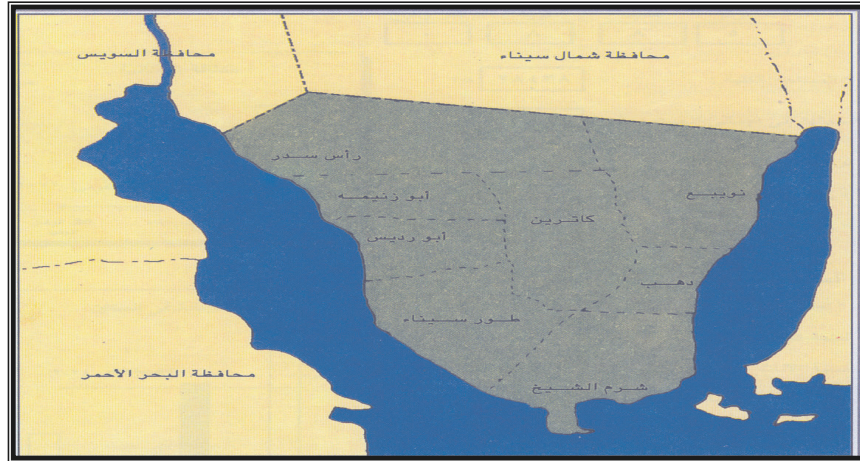 محافظة شمال سيناء
محافظة السويس
رأس سدر
أبو زنيمه
نويبع
كاترين
أبو رديس
دهب
طور سيناء
محافظة البحر الأحمر
شرم الشيخ